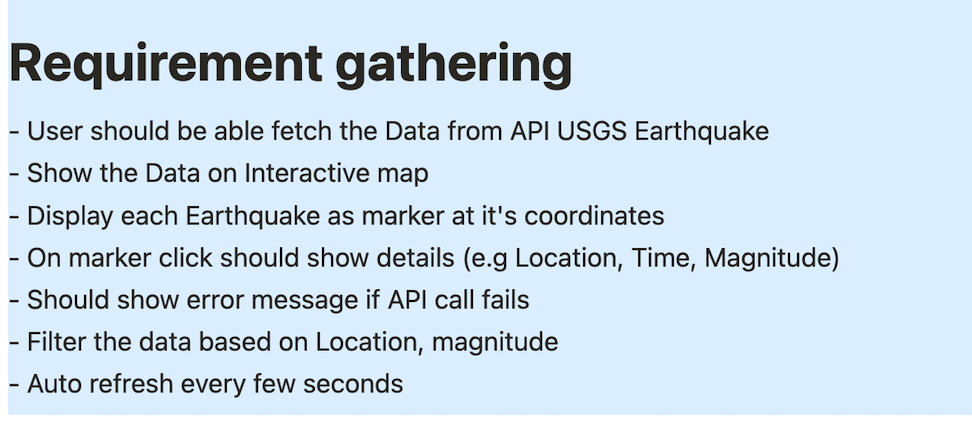 Requirement gathering
- User should be able fetch the Data from API USGS Earthquake
- Show the Data on Interactive map
- Display each Earthquake as marker at it's coordinates
- On marker click should show details (e.g Location, Time, Magnitude)
- Should show error message if API call fails
- Filter the data based on Location, magnitude
- Auto refresh every few seconds